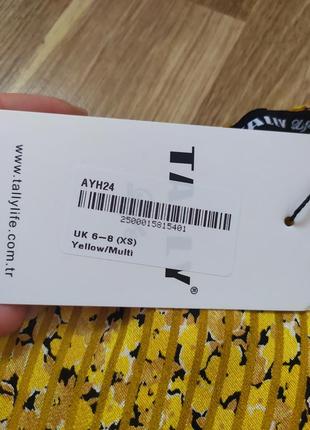 AYH24
2500015815401
UK 6-8 (XS)
Yellow/Multi
TALLY®
www.tallylife.com.tr